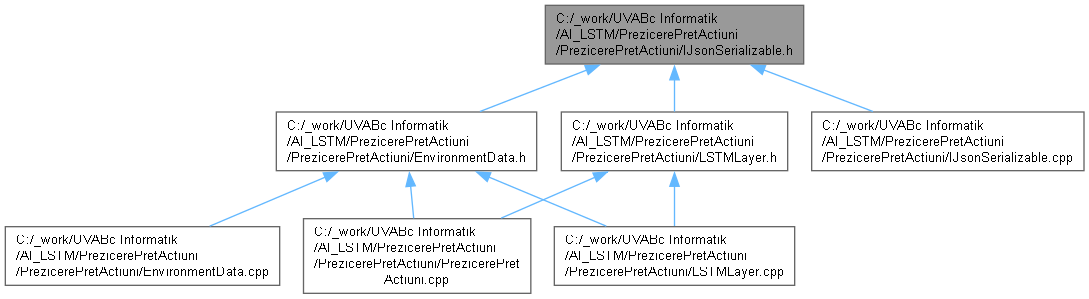 C:/_work/UVABc Informatik
/AI_LSTM/PrezicerePretActiuni
/PrezicerePretActiuni/IJsonSerializable.h
C:/_work/UVABc Informatik
/AI_LSTM/PrezicerePretActiuni
/PrezicerePretActiuni/EnvironmentData.h
C:/_work/UVABc Informatik
/AI_LSTM/PrezicerePretActiuni
/PrezicerePretActiuni/LSTMLayer.h
C:/_work/UVABc Informatik
/AI_LSTM/PrezicerePretActiuni
/PrezicerePretActiuni/IJsonSerializable.cpp
C:/_work/UVABc Informatik
/AI_LSTM/PrezicerePretActiuni
/PrezicerePretActiuni/EnvironmentData.cpp
C:/_work/UVABc Informatik
/AI_LSTM/PrezicerePretActiuni
/PrezicerePretActiuni/PrezicerePret
Actiuni.cpp
C:/_work/UVABc Informatik
/AI_LSTM/PrezicerePretActiuni
/PrezicerePretActiuni/LSTMLayer.cpp